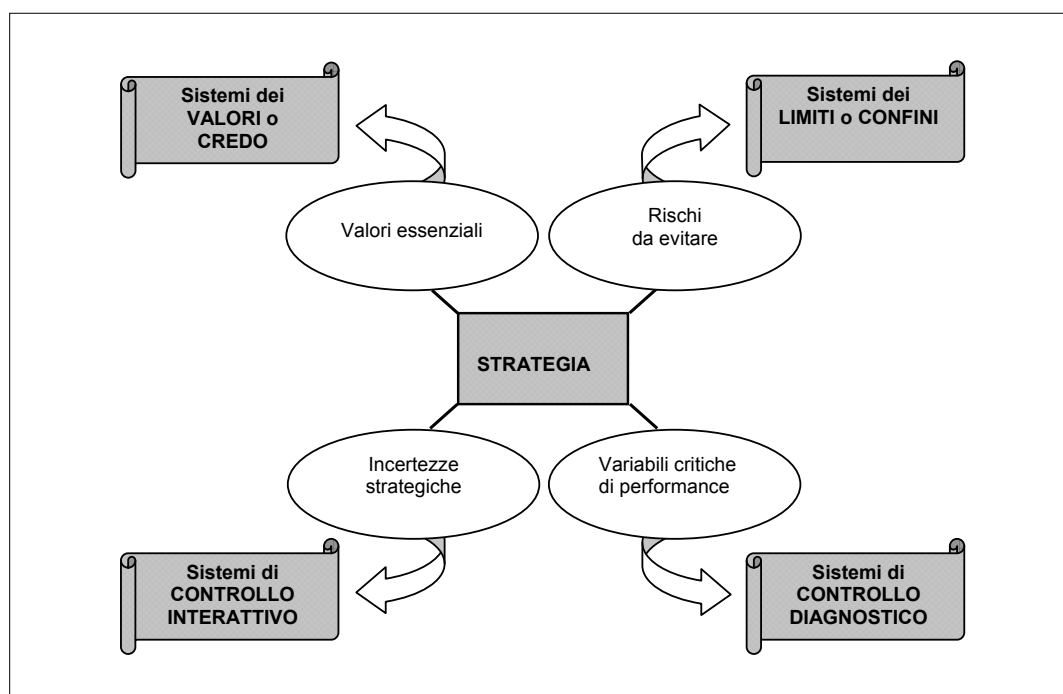 Sistemi dei
VALORI o
CREDO
Sistemi dei
LIMITI o CONFINI
Valori essenziali
Rischi
da evitare
STRATEGIA
Incertezze
strategiche
Variabili critiche
di performance
Sistemi di
CONTROLLO
INTERATTIVO
Sistemi di
CONTROLLO
DIAGNOSTICO